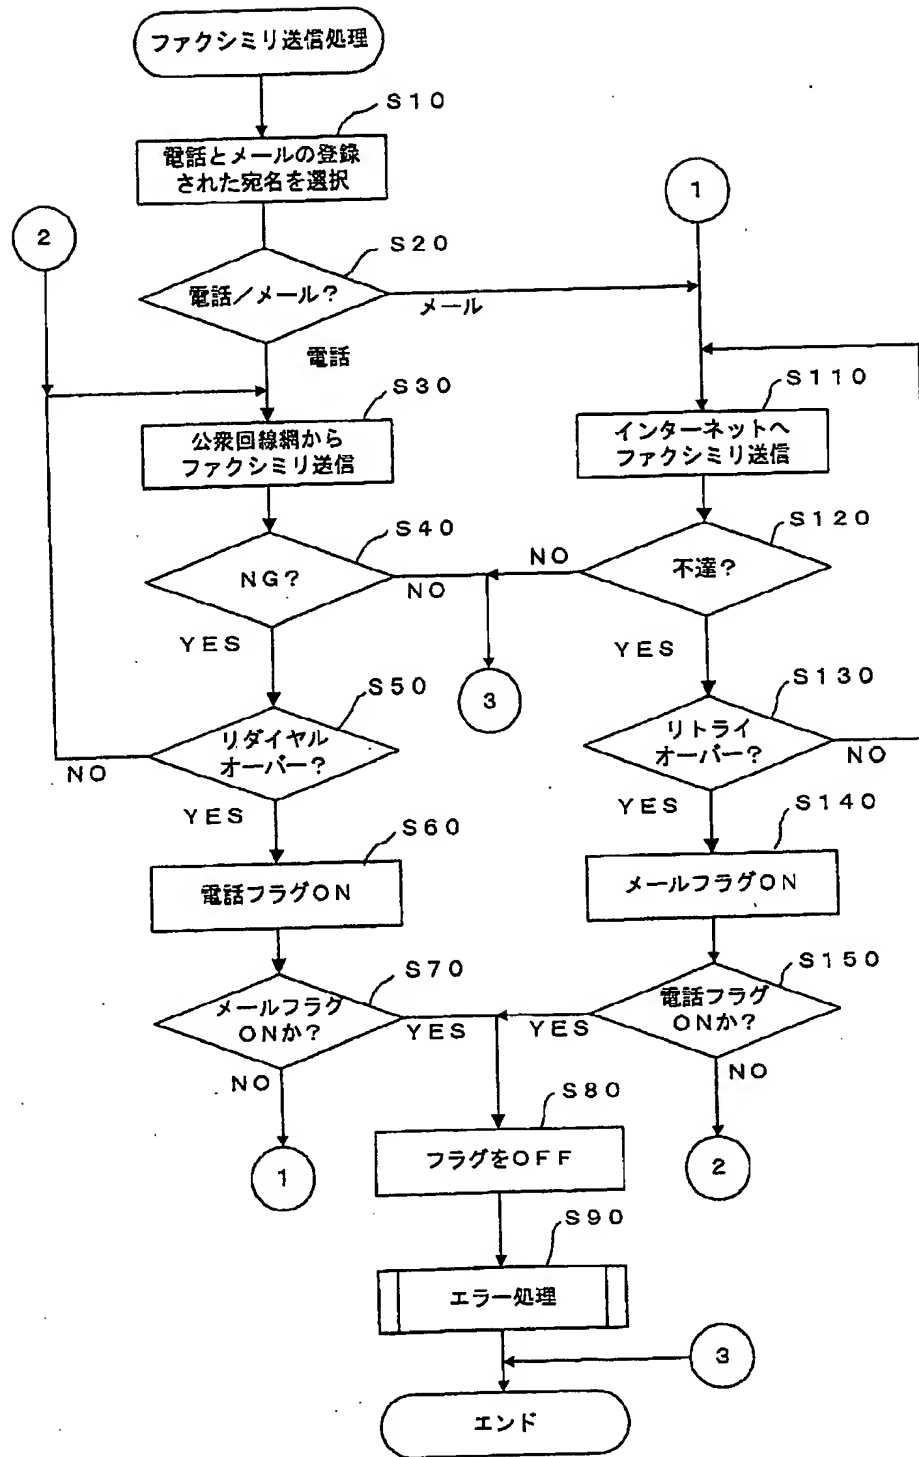 ファクシミリ送信処理
S10
電話とメールの登録
された宛名を選択
1
2
S20
電話／メール？
メール
電話
S30
公衆回線網から
ファクシミリ送信
S110
インターネットへ
ファクシミリ送信
S40
NG？
NO
YES
S120
不達？
NO
YES
3
S50
リダイヤル
オーバー？
NO
YES
S130
リトライ
オーバー？
NO
YES
S60
電話フラグON
S140
メールフラグON
S70
メールフラグ
ONか？
YES
NO
S150
電話フラグ
ONか？
YES
NO
1
S80
フラグをOFF
2
S90
エラー処理
3
エンド